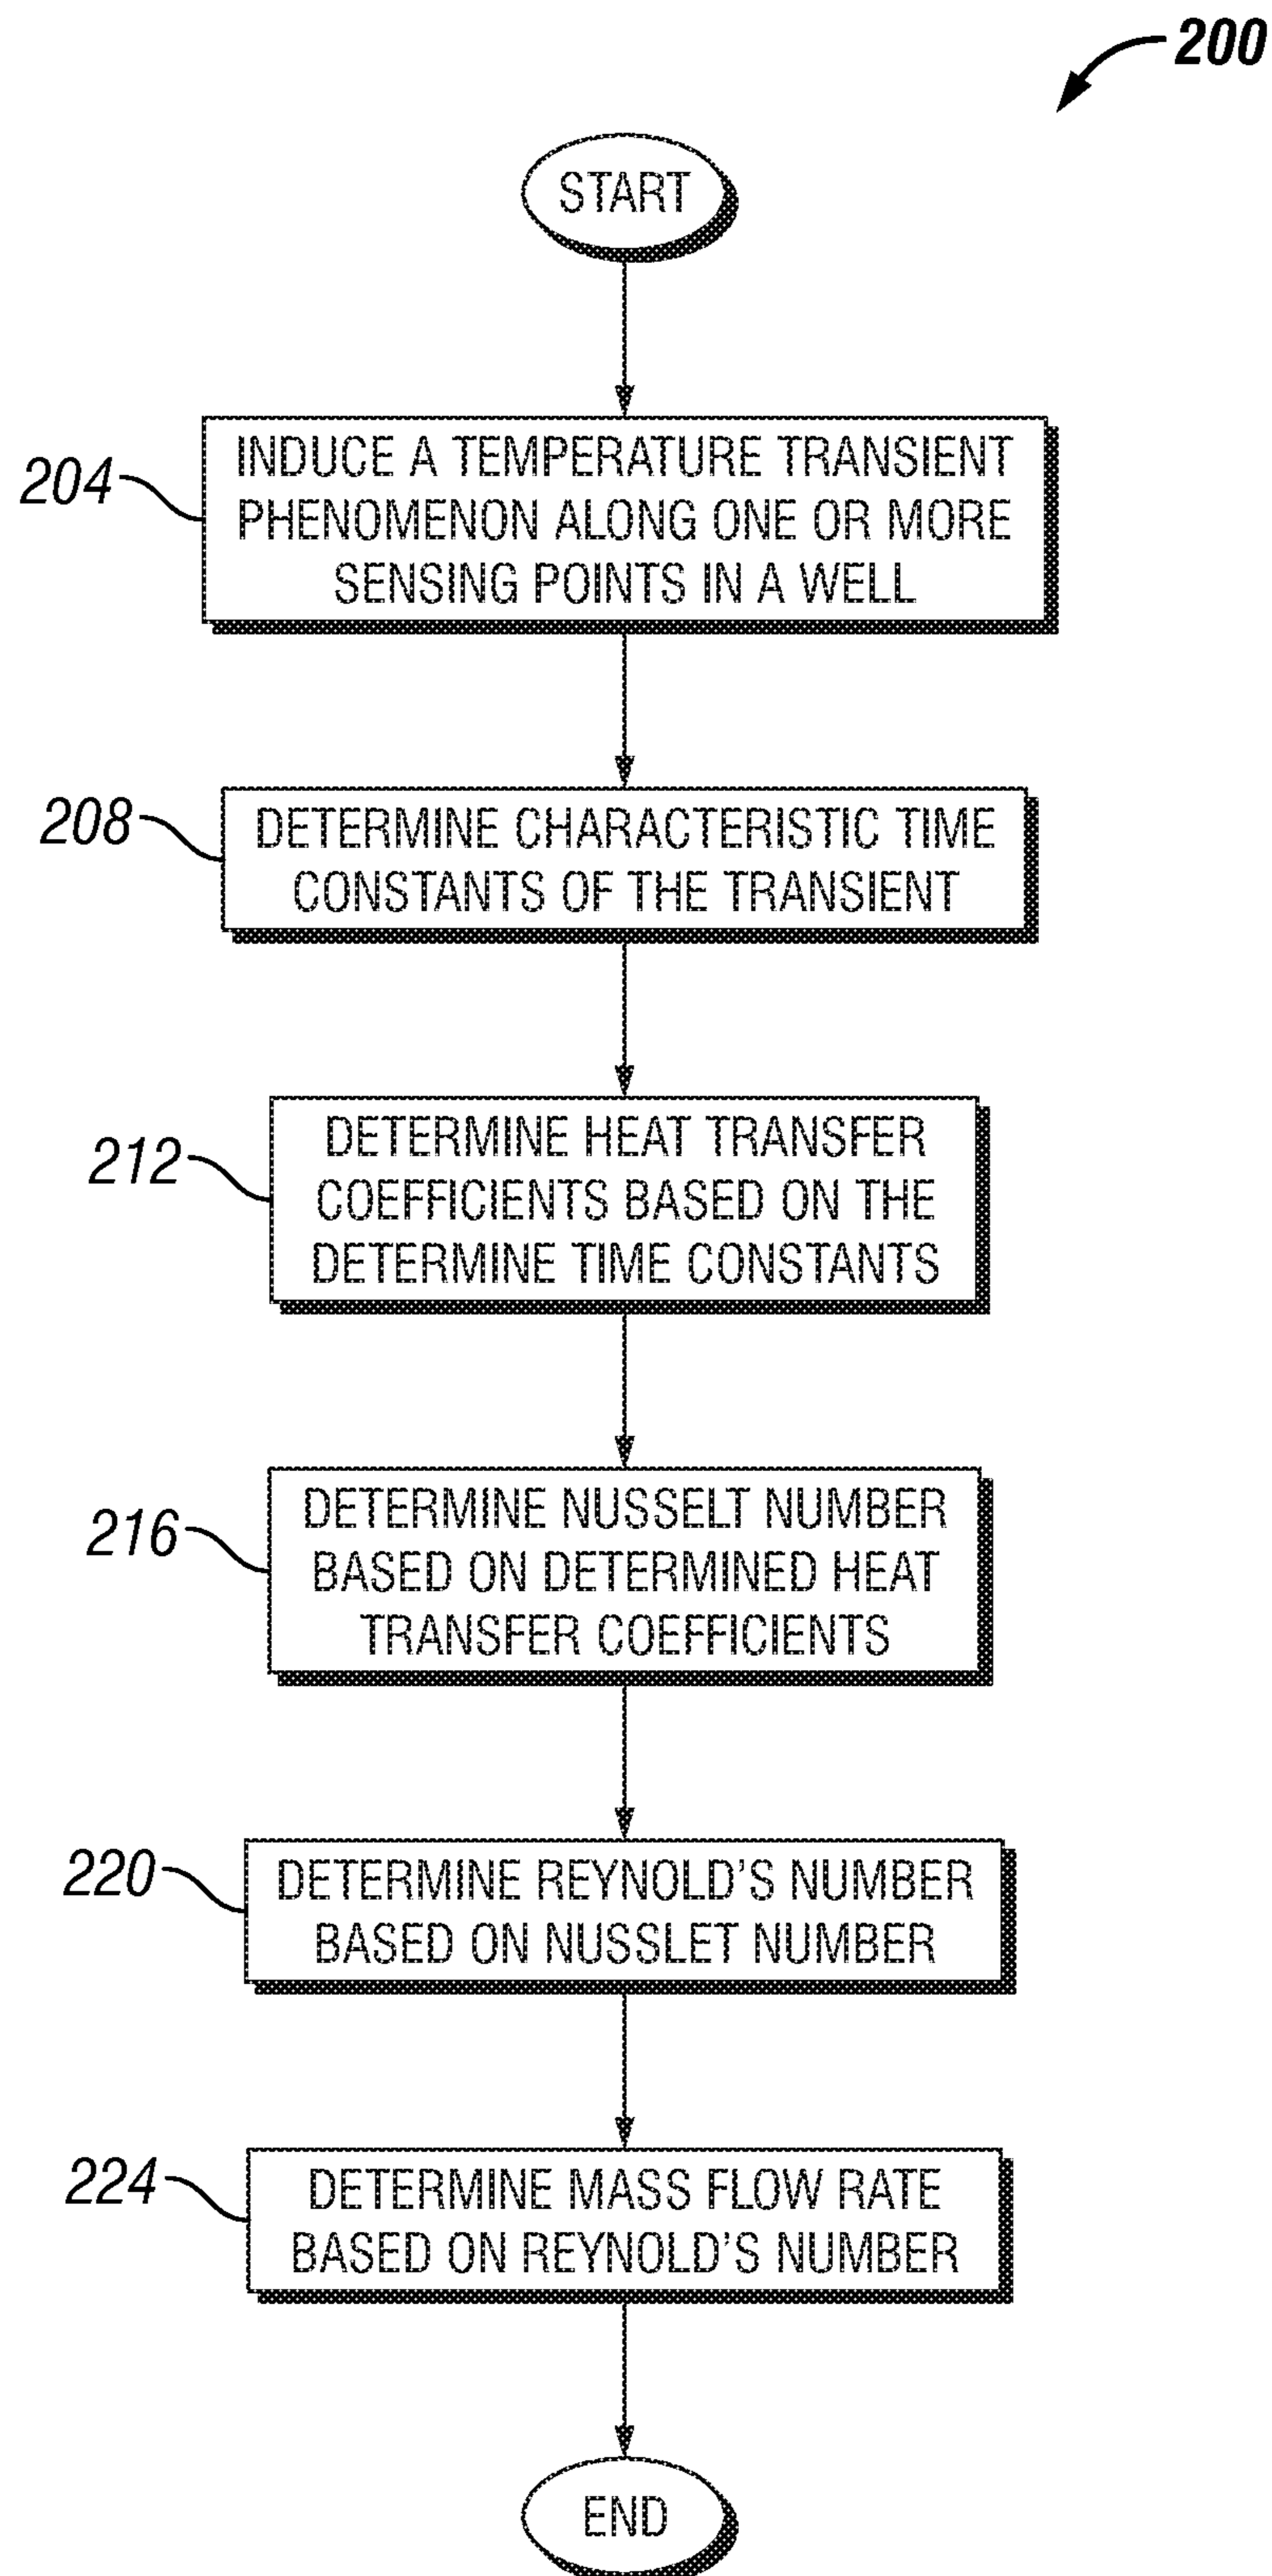 200
START
204
INDUCE A TEMPERATURE TRANSIENT
PHENOMENON ALONG ONE OR MORE
SENSING POINTS IN A WELL
208
DETERMINE CHARACTERISTIC TIME
CONSTANTS OF THE TRANSIENT
212
DETERMINE HEAT TRANSFER
COEFFICIENTS BASED ON THE
DETERMINE TIME CONSTANTS
216
DETERMINE NUSSELT NUMBER
BASED ON DETERMINED HEAT
TRANSFER COEFFICIENTS
220
DETERMINE REYNOLD'S NUMBER
BASED ON NUSSLET NUMBER
224
DETERMINE MASS FLOW RATE
BASED ON REYNOLD'S NUMBER
END